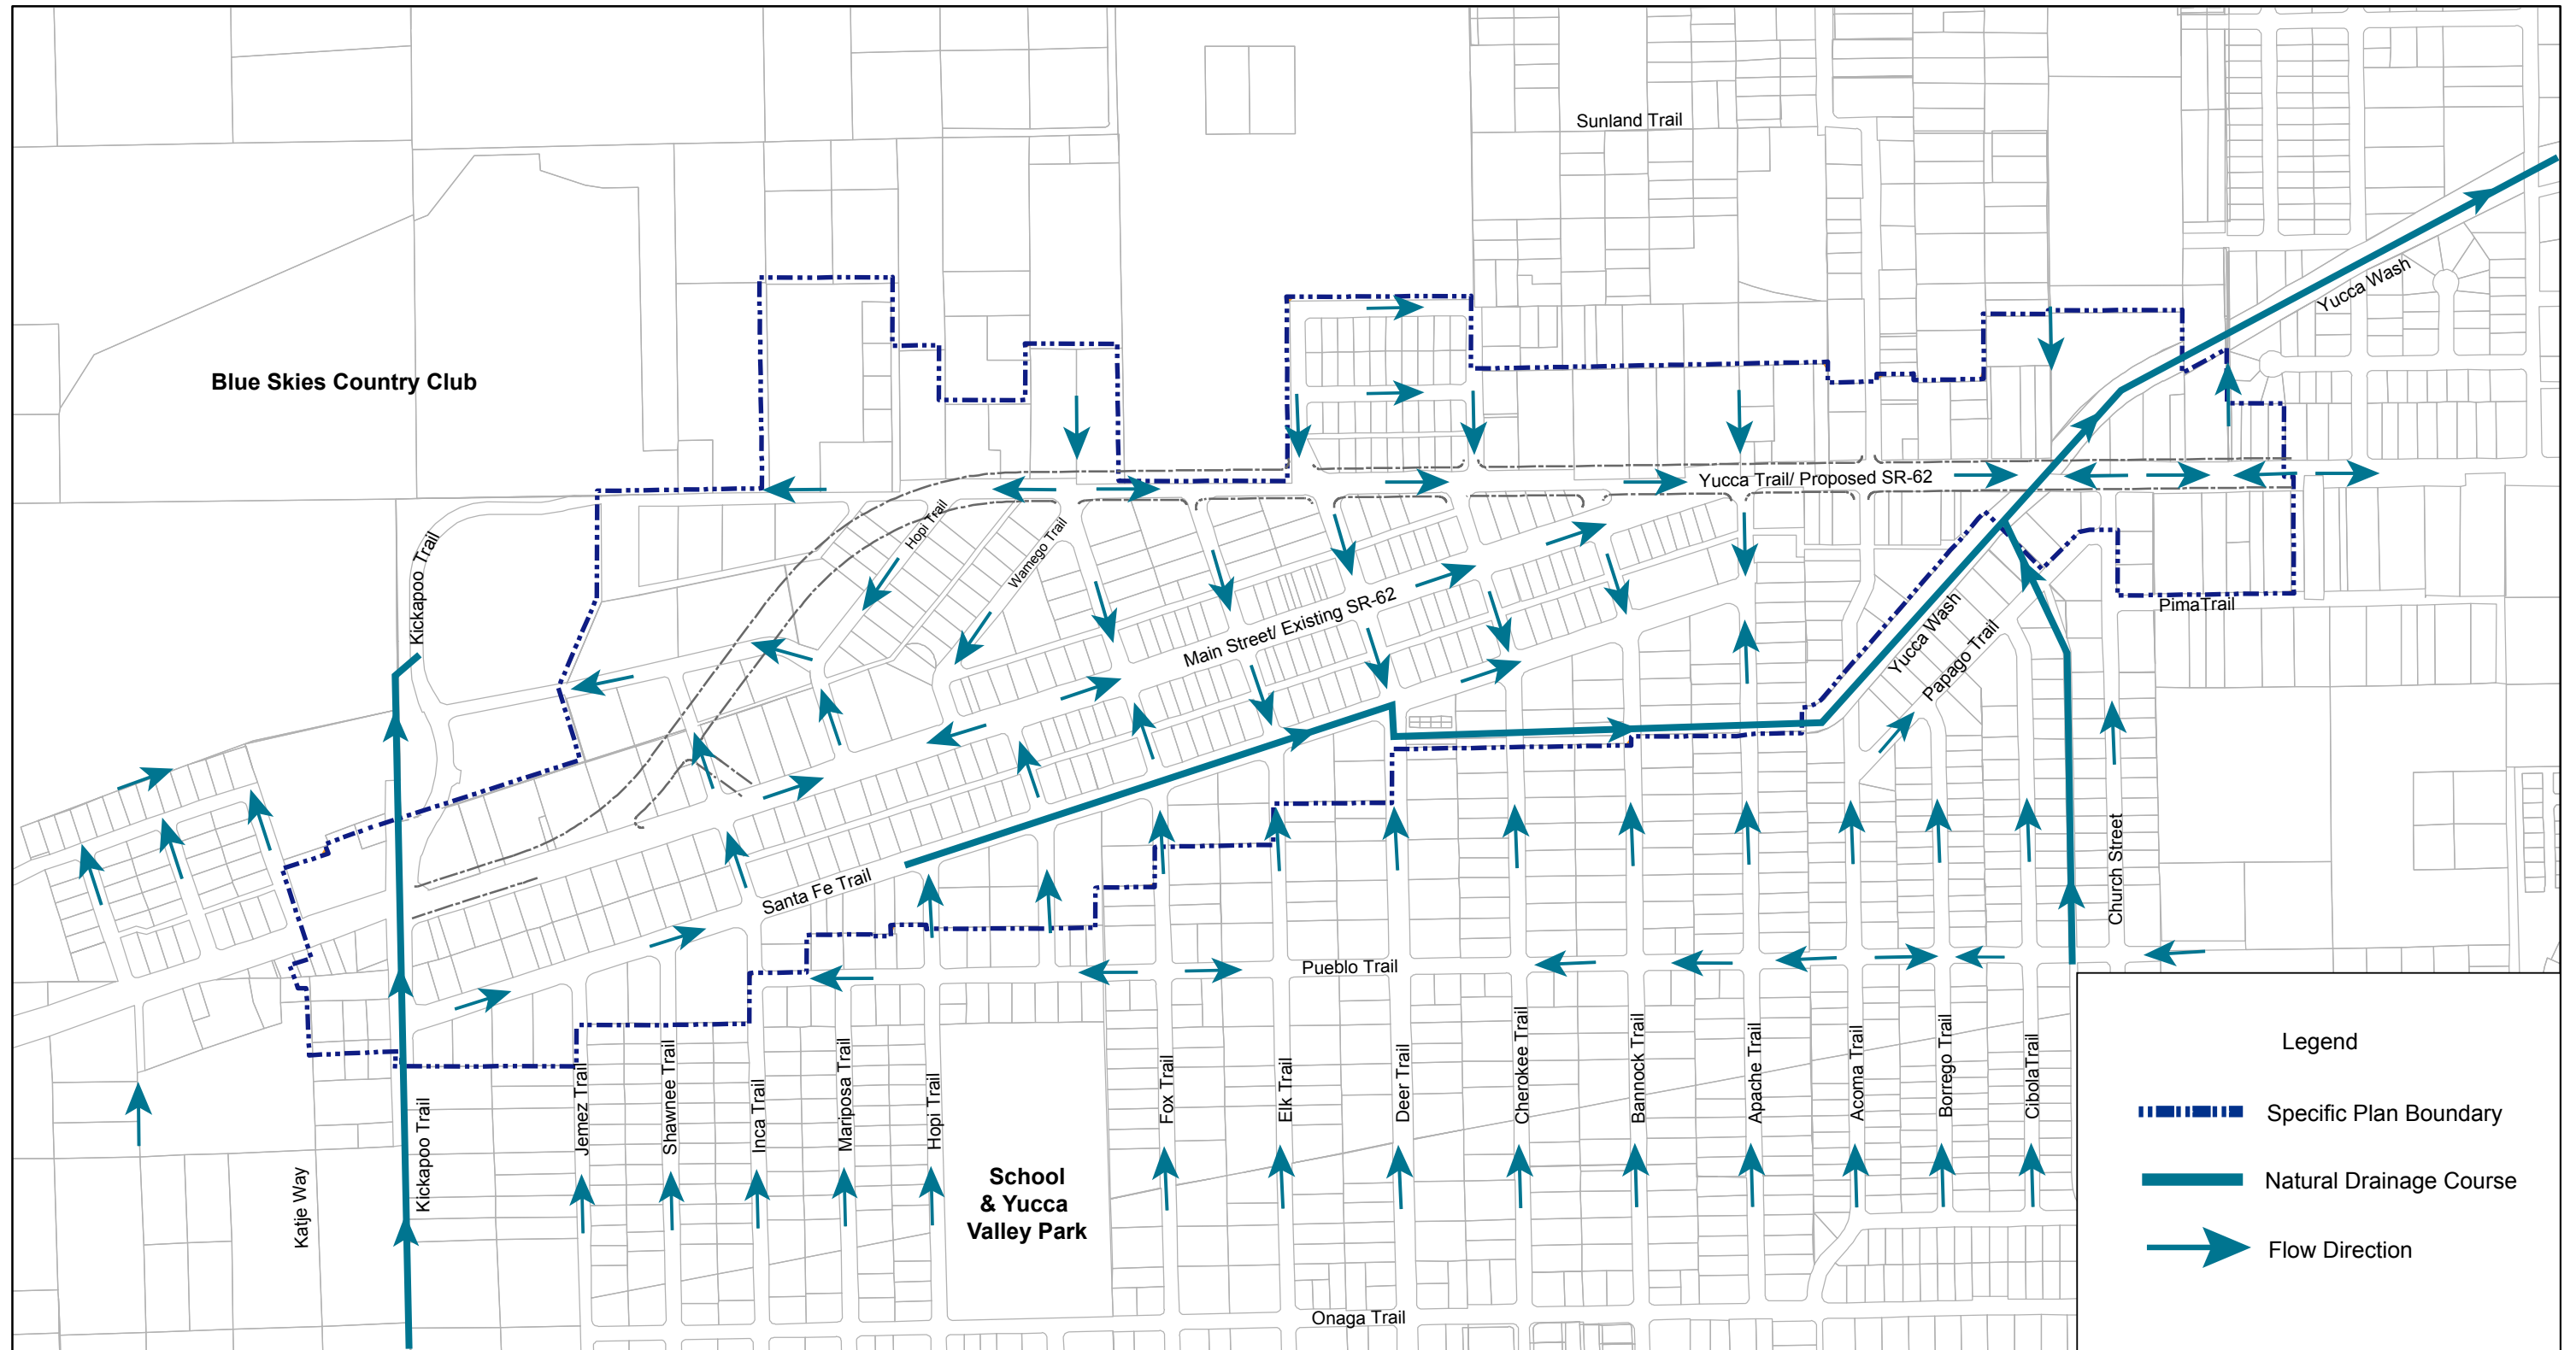 Sunland Trail
Yucca Wash
Blue Skies Country Club
Yucca Trail/ Proposed SR-62
Hopi Trail
Wamego Trail
Kickapoo Trail
Main Street/ Existing SR-62
PimaTrail
Yucca Wash
Papago Trail
Santa Fe Trail
Church Street
Pueblo Trail
Katje Way
Kickapoo Trail
Jemez Trail
Shawnee Trail
Inca Trail
Mariposa Trail
Hopi Trail
School
& Yucca
Valley Park
Fox Trail
Elk Trail
Deer Trail
Cherokee Trail
Bannock Trail
Apache Trail
Acoma Trail
Borrego Trail
CibolaTrail
Onaga Trail
Legend
Specific Plan Boundary
Natural Drainage Course
Flow Direction